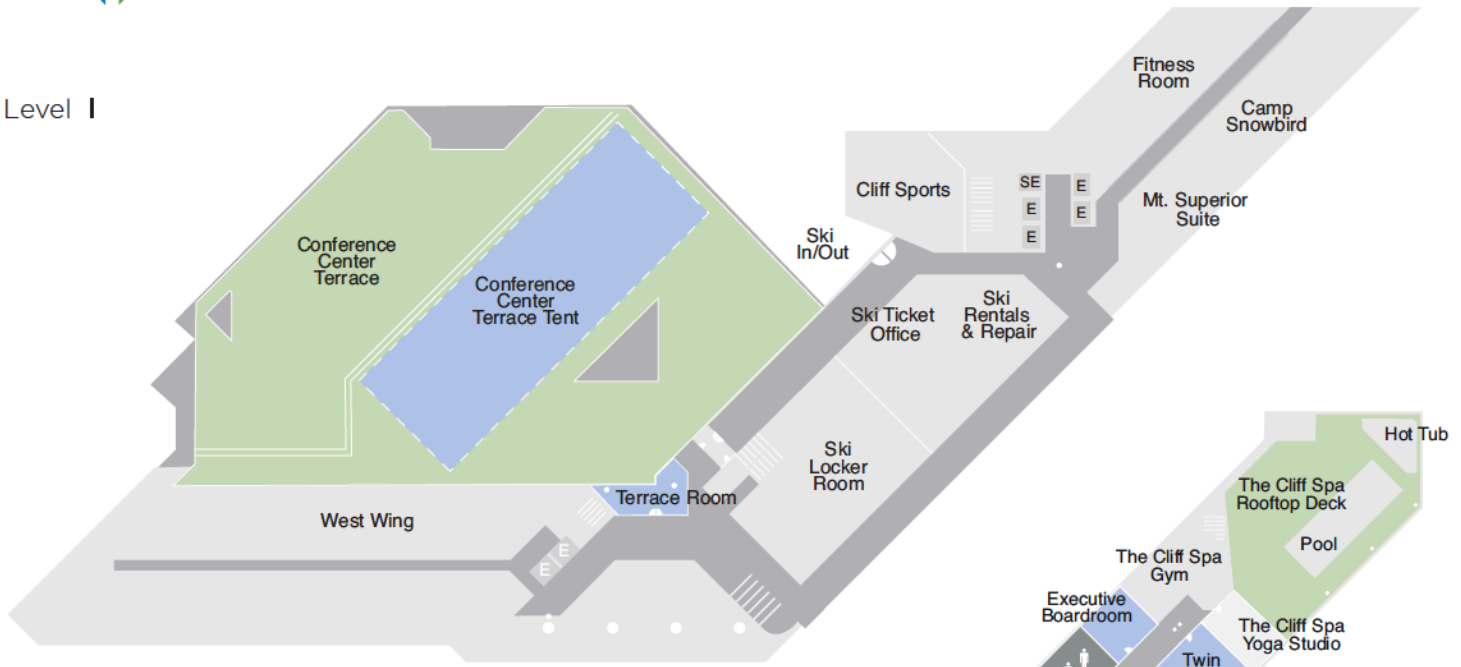 Level I
Fitness
Room
Camp
Snowbird
Cliff Sports
SE
E
E
E
E
Mt. Superior
Suite
Ski
In/Out
Conference
Center
Terrace
Conference
Center
Terrace Tent
Ski Ticket
Office
Ski
Rentals
& Repair
Ski
Locker
Room
Terrace Room
West Wing
E
E
Hot Tub
The Cliff Spa
Rooftop Deck
Pool
The Cliff Spa
Gym
Executive
Boardroom
The Cliff Spa
Yoga Studio
Twin